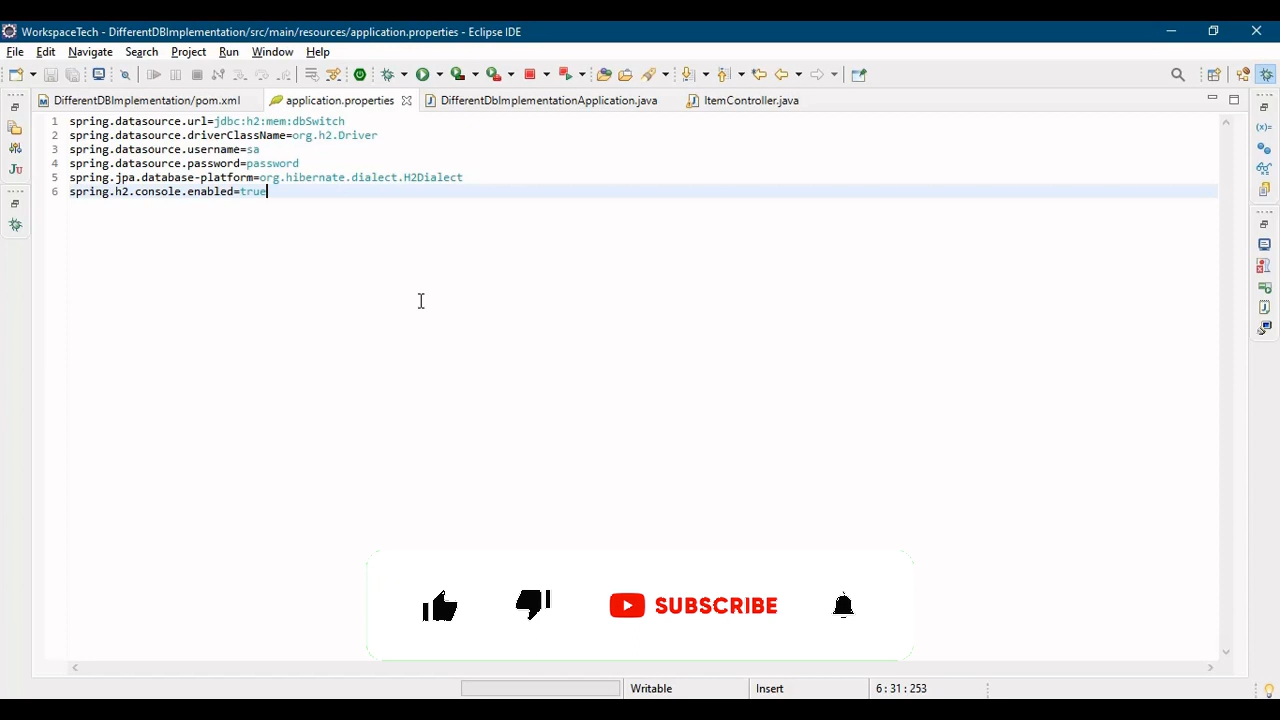 WorkspaceTech - DifferentDBImplementation/src/main/resources/application.properties - Eclipse IDE
File Edit Navigate Search Project Run Window Help
DifferentDBImplementation/pom.xml application.properties DifferentDbImplementationApplication.java ItemController.java
1 spring.datasource.url=jdbc:h2:mem:dbSwitch
2 spring.datasource.driverClassName=org.h2.Driver
3 spring.datasource.username=sa
4 spring.datasource.password=password
5 spring.jpa.database-platform=org.hibernate.dialect.H2Dialect
6 spring.h2.console.enabled=true
SUBSCRIBE
Writable Insert 6 : 31 : 253